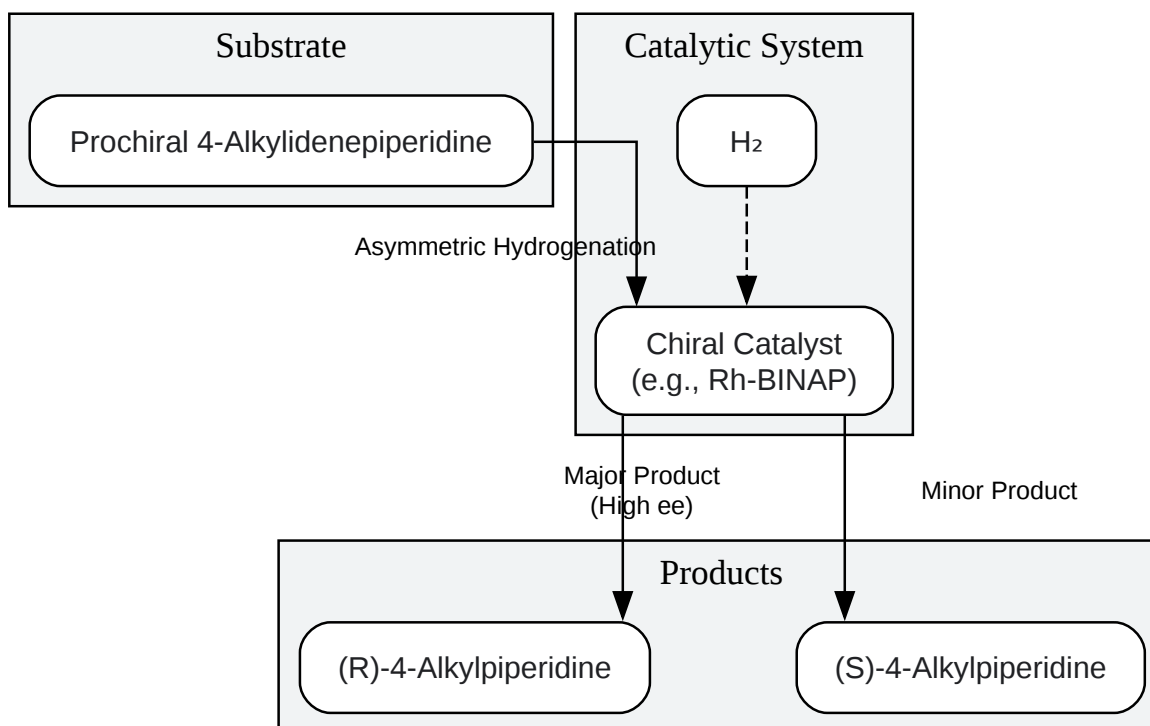 Substrate
Catalytic System
Prochiral 4-Alkylidenepiperidine
H₂
Asymmetric Hydrogenation
Chiral Catalyst
(e.g., Rh-BINAP)
Major Product
(High ee)
Minor Product
Products
(R)-4-Alkylpiperidine
(S)-4-Alkylpiperidine